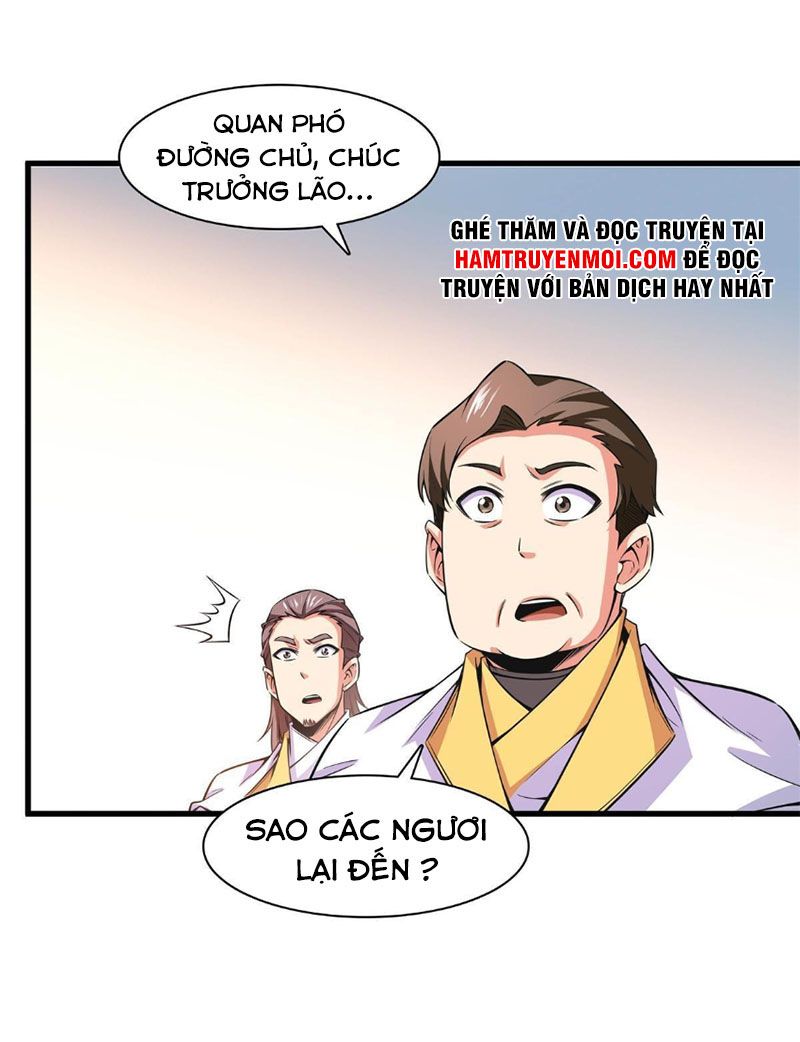 QUAN PHÓ
ĐƯỜNG CHỦ, CHÚC
TRƯỞNG LÃO...
GHÉ THĂM VÀ ĐỌC TRUYỆN TẠI
HAMTRUYENMOI.COM ĐỂ ĐỌC
TRUYỆN VỚI BẢN DỊCH HAY NHẤT
SAO CÁC NGƯƠI
LẠI ĐẾN ?